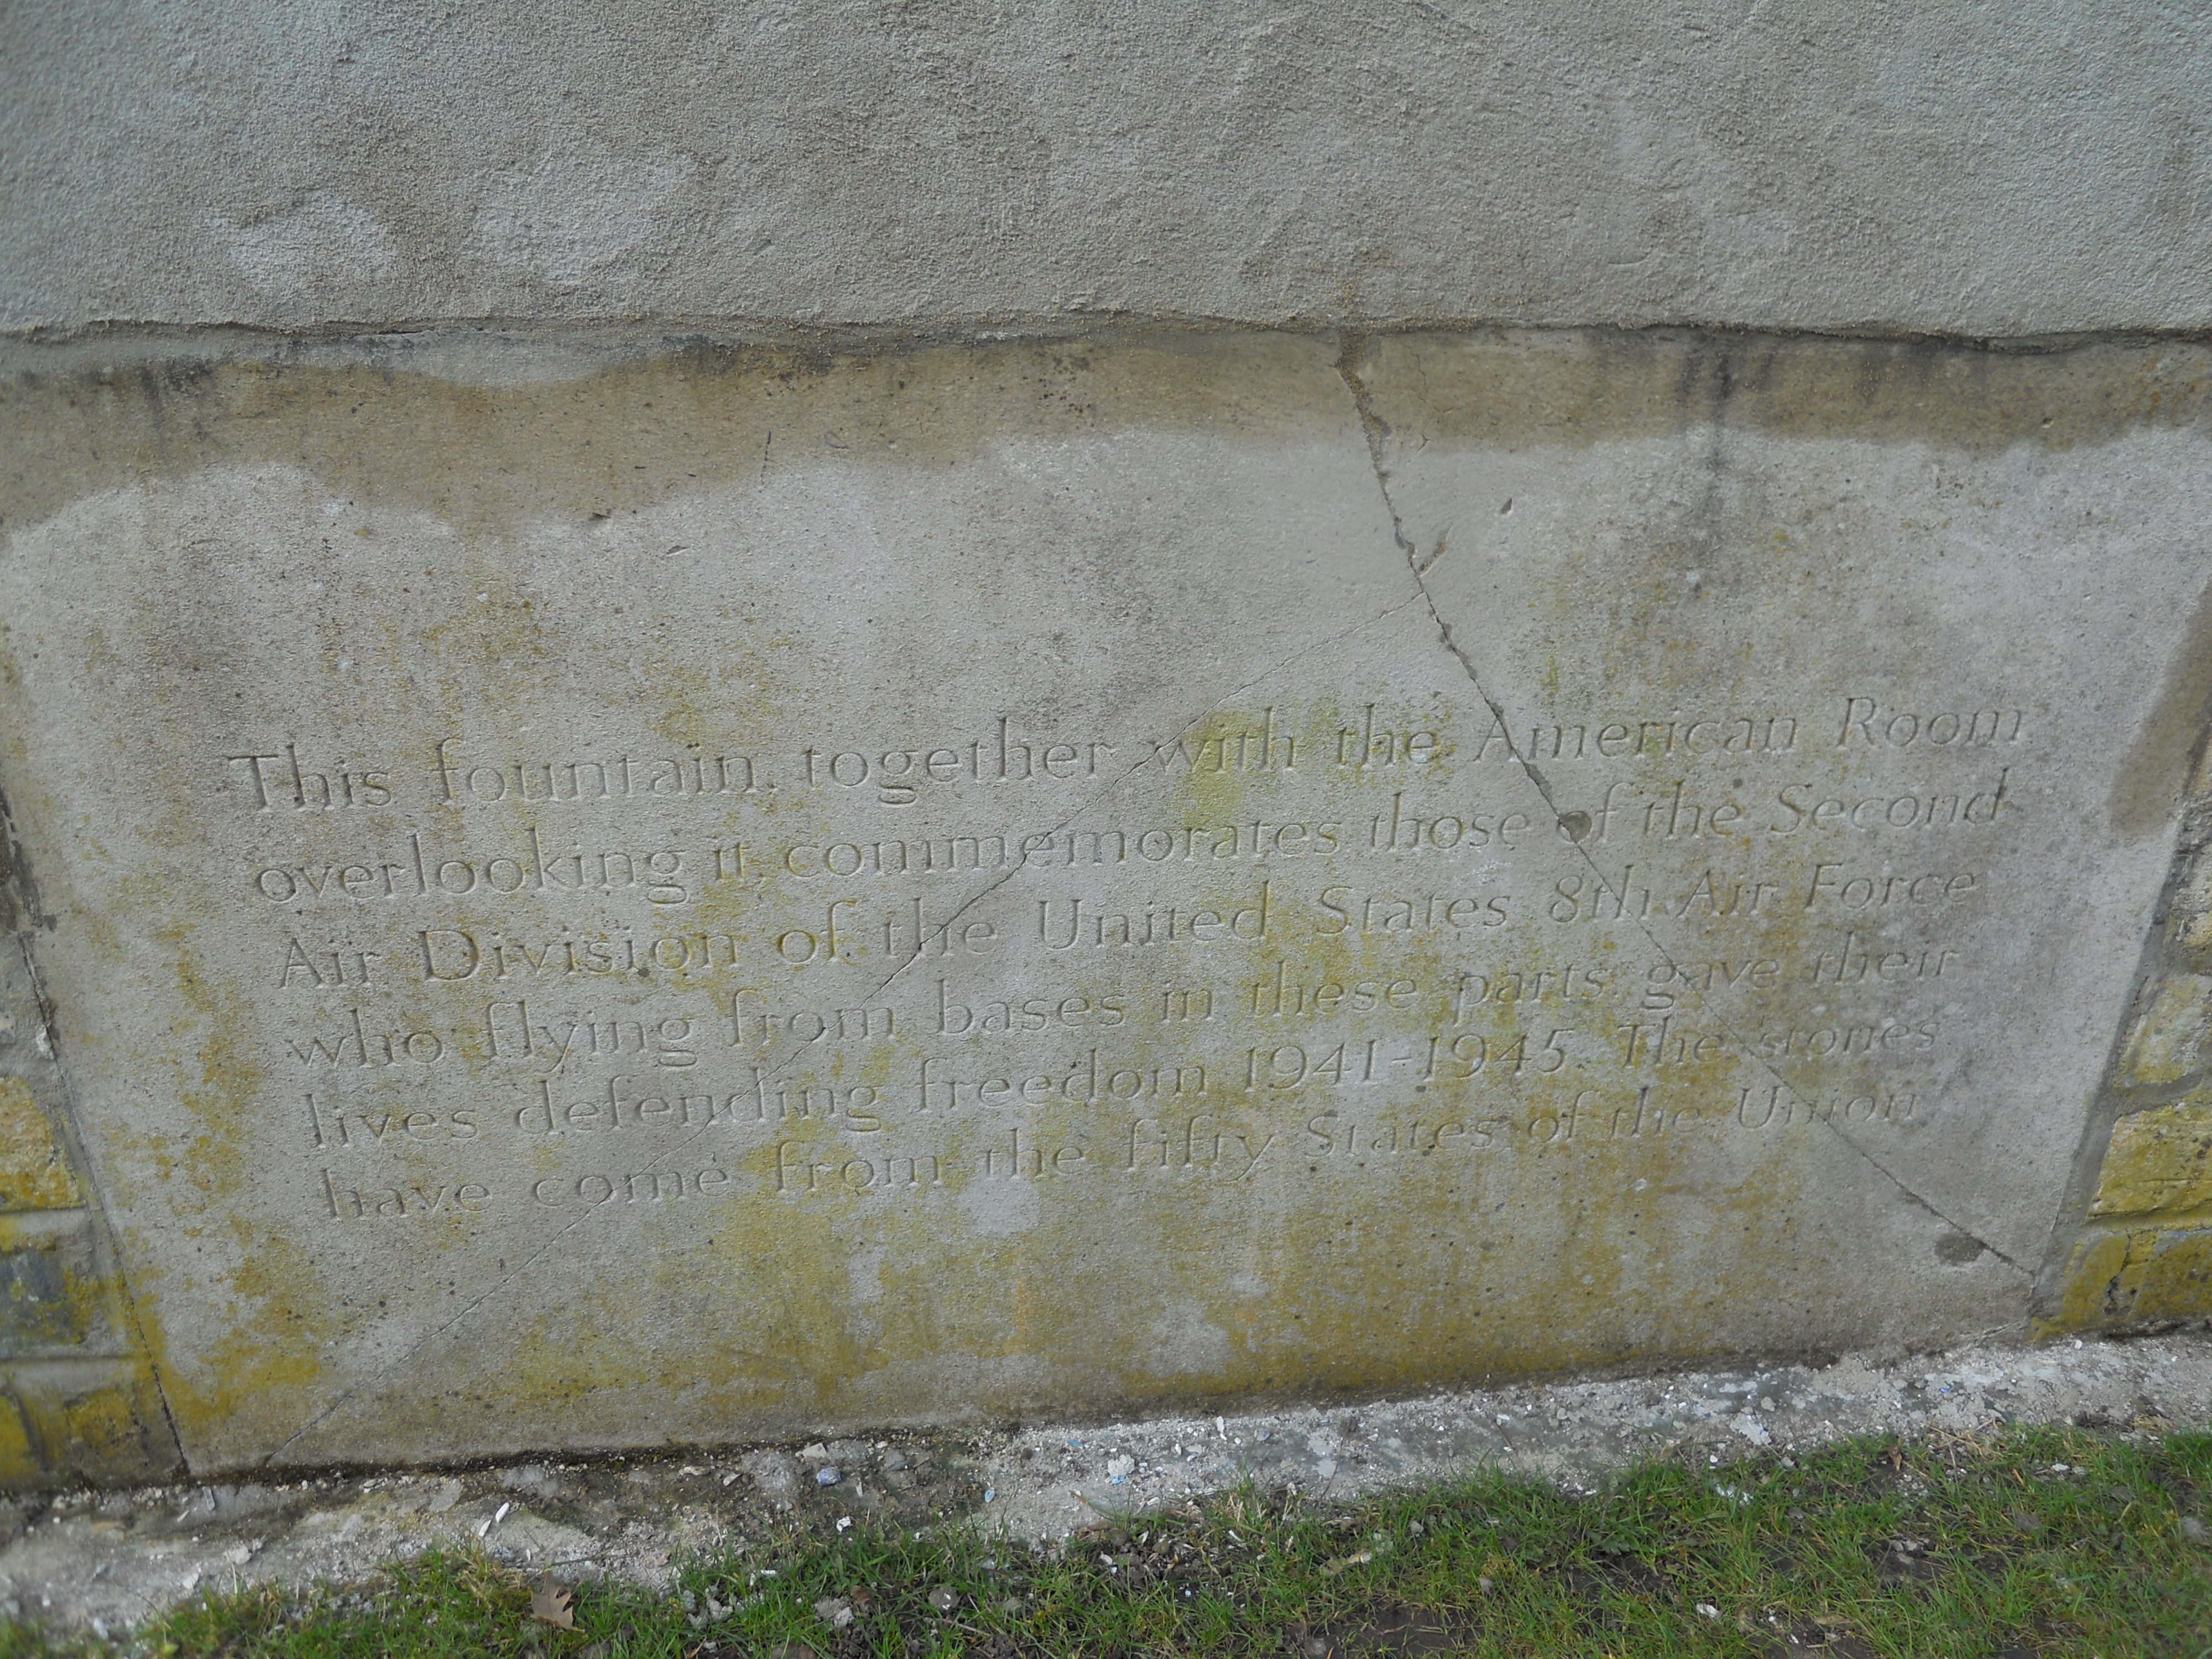 This fountain, together with the American Room
overlooking it, commemorates those of the Second
Air Division of the United States 8th Air Force
who flying from bases in these parts, gave their
lives defending freedom 1941-1945. The stones
have come from the fifty States of the Union